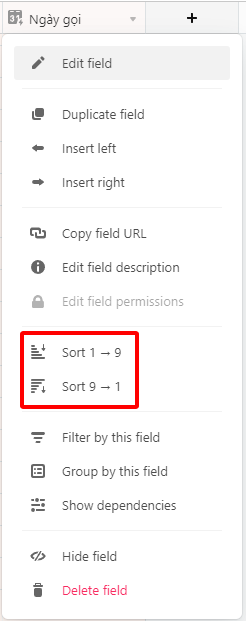 31 Ngày gọi
Edit field
Duplicate field
Insert left
Insert right
Copy field URL
Edit field description
Edit field permissions
Sort 1 → 9
Sort 9 → 1
Filter by this field
Group by this field
Show dependencies
Hide field
Delete field